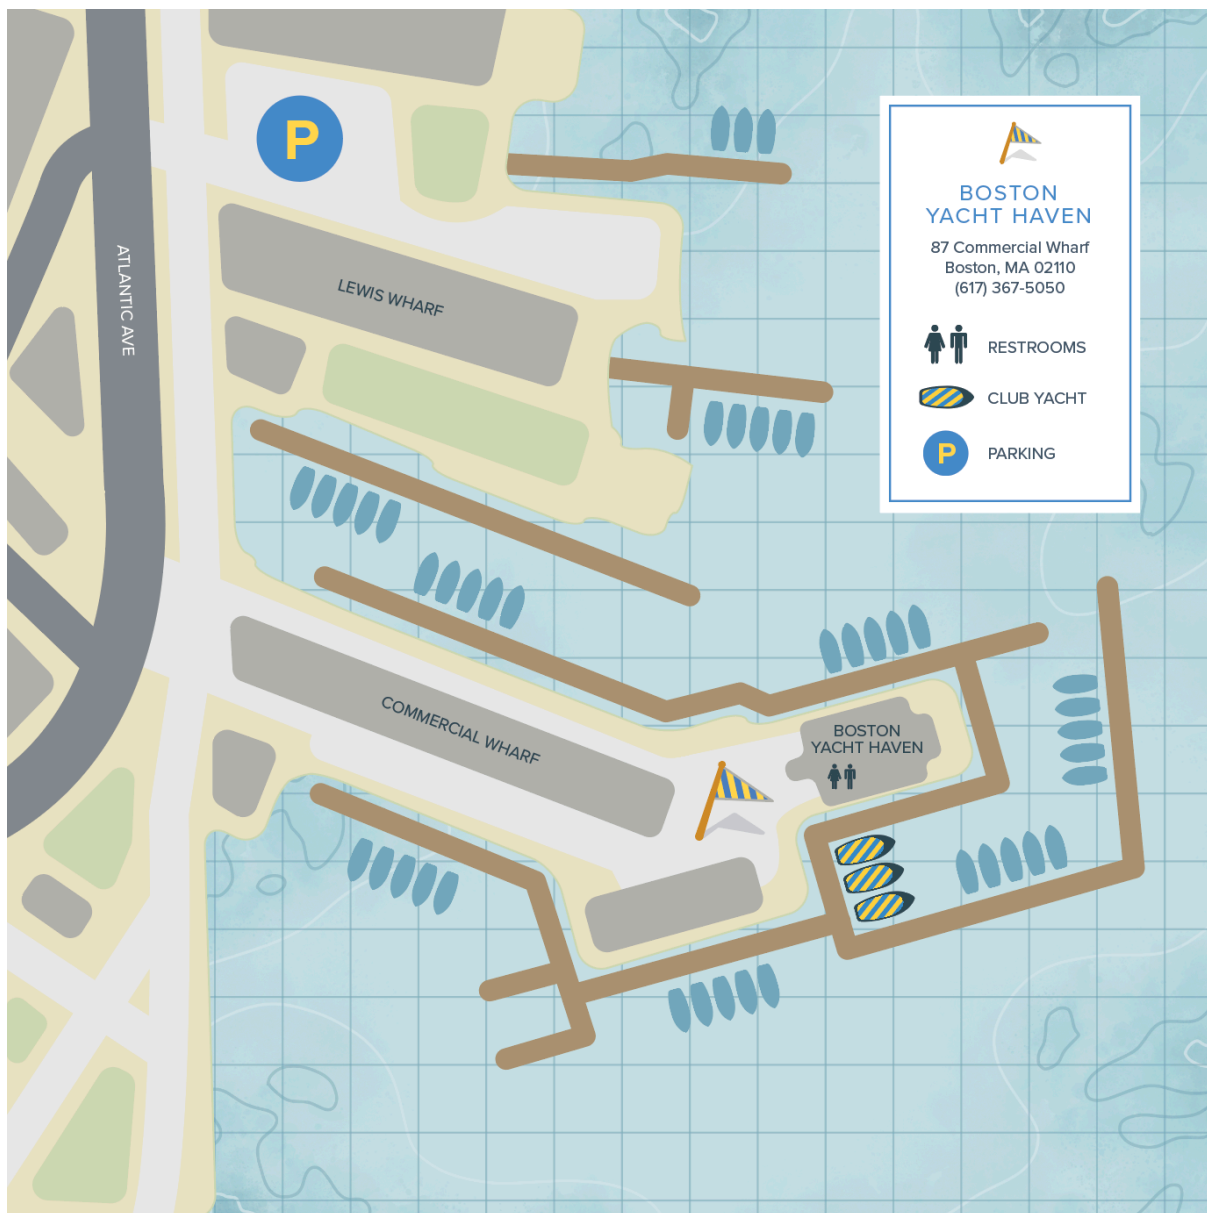 P
ATLANTIC AVE
LEWIS WHARF
COMMERCIAL WHARF
BOSTON
YACHT HAVEN
BOSTON
YACHT HAVEN
87 Commercial Wharf
Boston, MA 02110
(617) 367-5050
RESTROOMS
CLUB YACHT
P PARKING